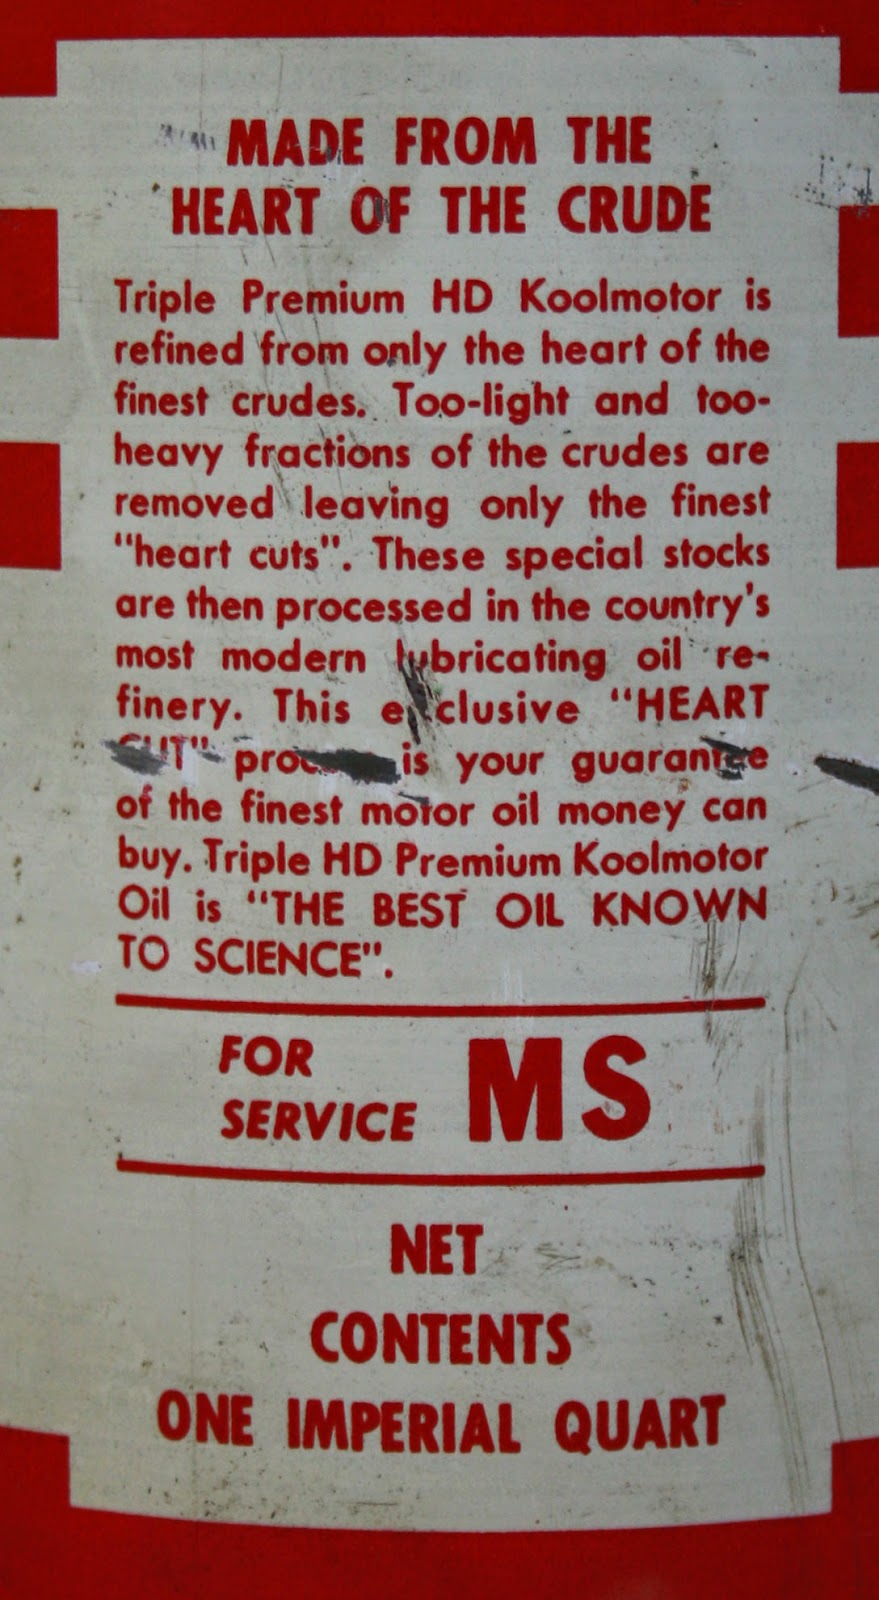 MADE FROM THE
HEART OF THE CRUDE
Triple Premium HD Koolmotor is
refined from only the heart of the
finest crudes. Too-light and too-
heavy fractions of the crudes are
removed leaving only the finest
"heart cuts". These special stocks
are then processed in the country's
most modern lubricating oil re-
finery. This exclusive "HEART
CUT" is your guarantee
of the finest motor oil money can
buy. Triple HD Premium Koolmotor
Oil is "THE BEST OIL KNOWN
TO SCIENCE".
FOR
SERVICE MS
NET
CONTENTS
ONE IMPERIAL QUART